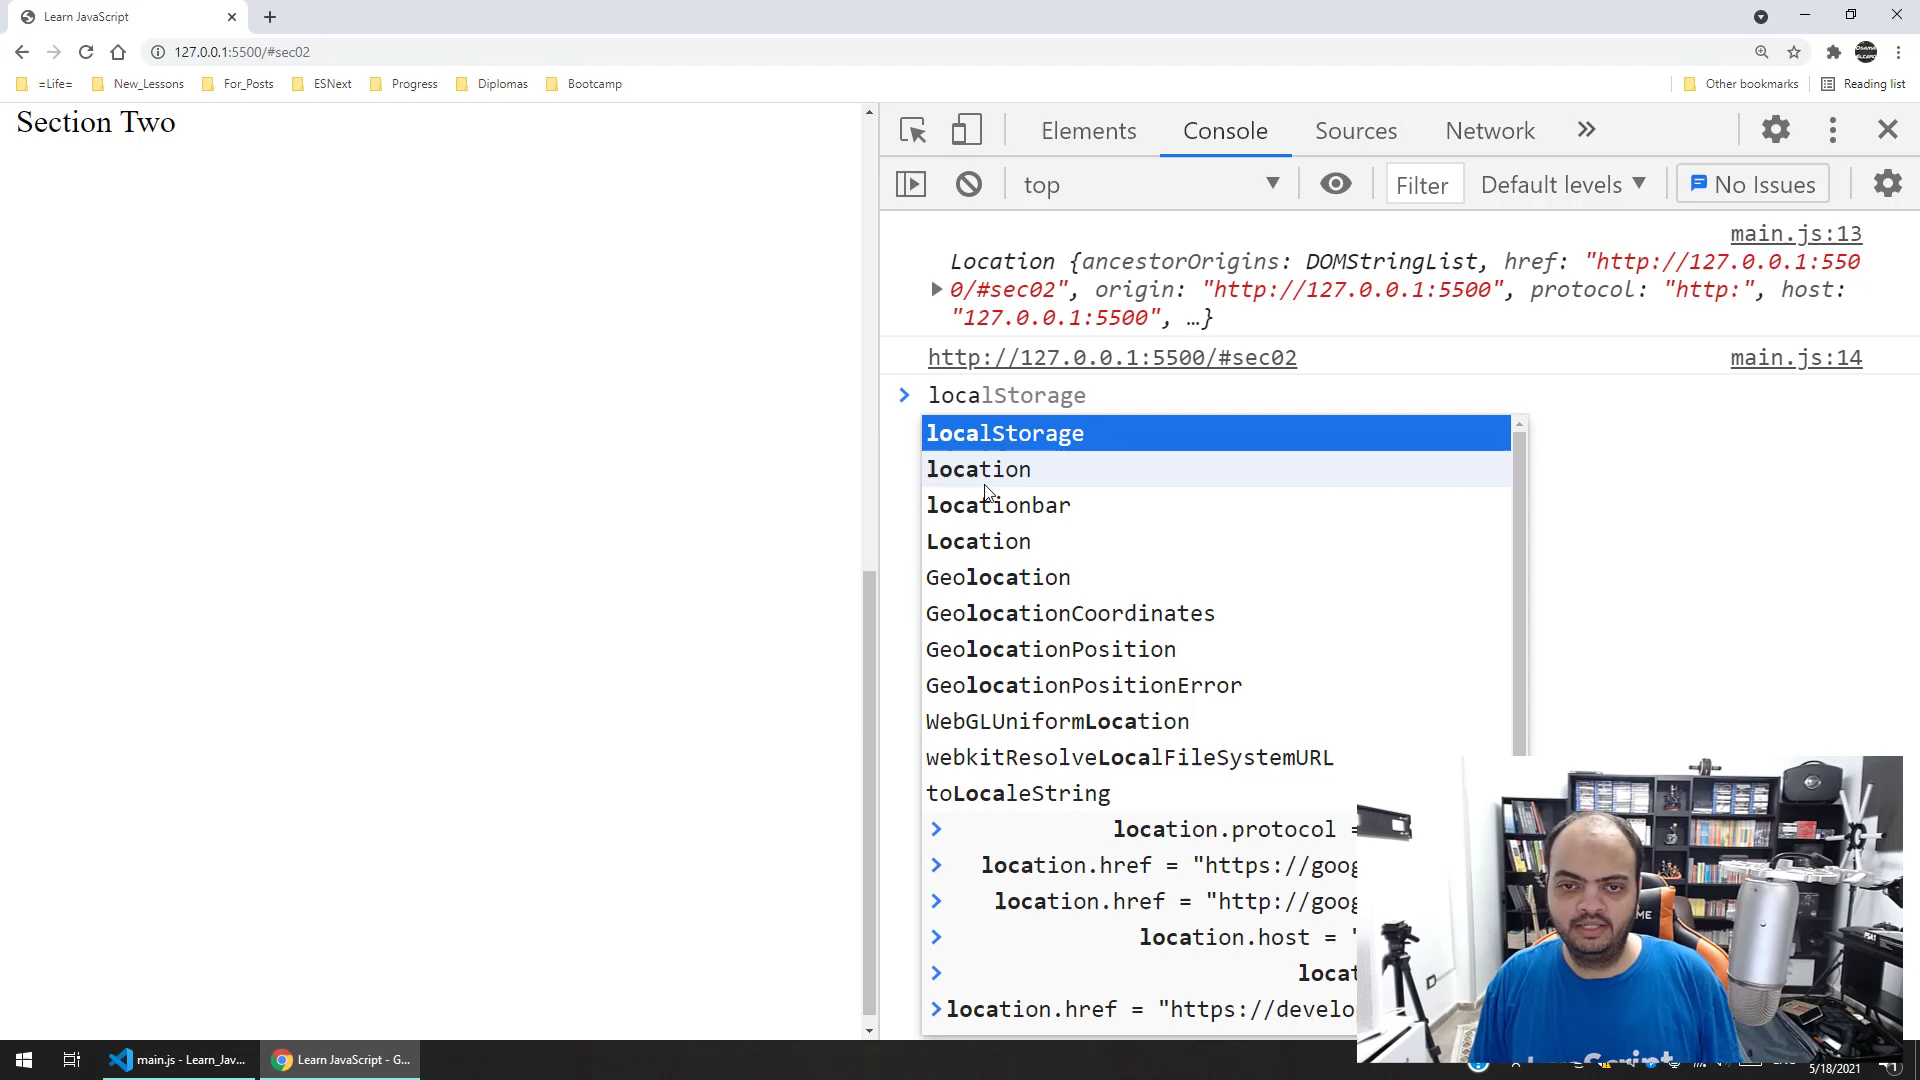 Learn JavaScript
127.0.0.1:5500/#sec02
=Life= New_Lessons For_Posts ESNext Progress Diplomas Bootcamp Other bookmarks Reading list
Section Two
Elements Console Sources Network
top Filter Default levels No Issues
main.js:13
Location {ancestorOrigins: DOMStringList, href: "http://127.0.0.1:550
0/#sec02", origin: "http://127.0.0.1:5500", protocol: "http:", host:
"127.0.0.1:5500", …}
http://127.0.0.1:5500/#sec02 main.js:14
> localStorage
localStorage
location
locationbar
Location
Geolocation
GeolocationCoordinates
GeolocationPosition
GeolocationPositionError
WebGLUniformLocation
webkitResolveLocalFileSystemURL
toLocaleString
> location.protocol =
> location.href = "https://goog
> location.href = "http://goog
> location.host = "
> locat
> location.href = "https://develo
main.js - Learn_Jav... Learn JavaScript - G...
5/18/2021